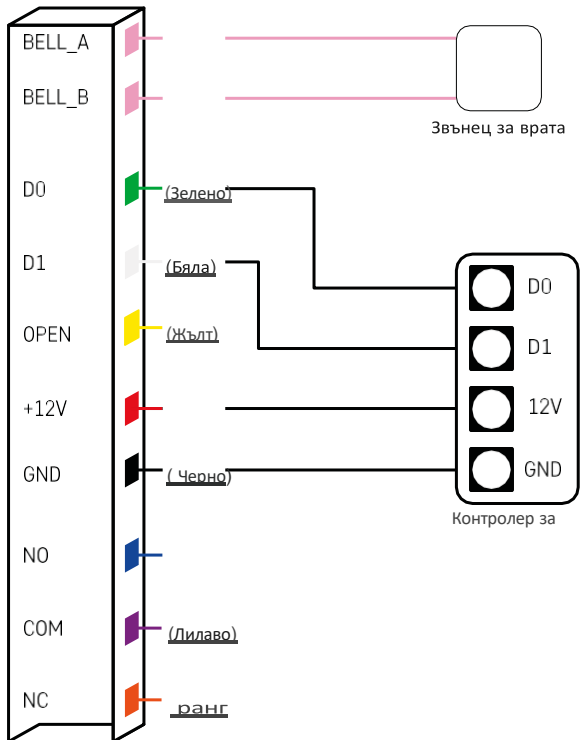 BELL_A
BELL_B
Звънец за врата
D0
(Зелено)
D0
D1
(Бяла)
D1
OPEN
(Жълт)
+12V
12V
GND
( Черно)
GND
Контролер за
NO
COM
(Лилаво)
NC
ранг